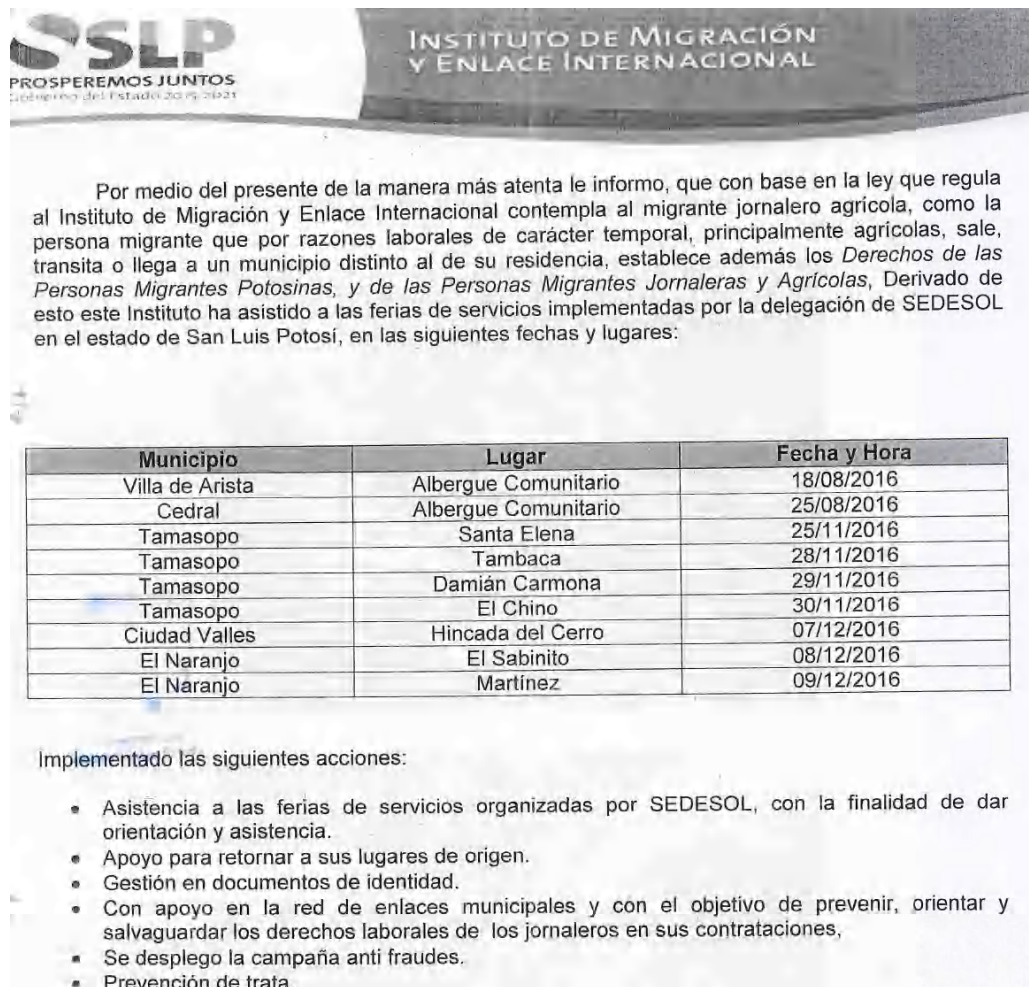 SSLP
PROSPEREMOS JUNTOS
Gobierno del Estado 2015-2021
INSTITUTO DE MIGRACIÓN
Y ENLACE INTERNACIONAL
Por medio del presente de la manera más atenta le informo, que con base en la ley que regula
al Instituto de Migración y Enlace Internacional contempla al migrante jornalero agrícola, como la
persona migrante que por razones laborales de carácter temporal, principalmente agrícolas, sale,
transita o llega a un municipio distinto al de su residencia, establece además los Derechos de las
Personas Migrantes Potosinas, y de las Personas Migrantes Jornaleras y Agrícolas, Derivado de
esto este Instituto ha asistido a las ferias de servicios implementadas por la delegación de SEDESOL
en el estado de San Luis Potosí, en las siguientes fechas y lugares:
Municipio Lugar Fecha y Hora
Villa de Arista Albergue Comunitario 18/08/2016
Cedral Albergue Comunitario 25/08/2016
Tamasopo Santa Elena 25/11/2016
Tamasopo Tambaca 28/11/2016
Tamasopo Damián Carmona 29/11/2016
Tamasopo El Chino 30/11/2016
Ciudad Valles Hincada del Cerro 07/12/2016
El Naranjo El Sabinito 08/12/2016
El Naranjo Martínez 09/12/2016
Implementado las siguientes acciones:
• Asistencia a las ferias de servicios organizadas por SEDESOL, con la finalidad de dar
orientación y asistencia.
• Apoyo para retornar a sus lugares de origen.
• Gestión en documentos de identidad.
• Con apoyo en la red de enlaces municipales y con el objetivo de prevenir, orientar y
salvaguardar los derechos laborales de los jornaleros en sus contrataciones,
• Se desplego la campaña anti fraudes.
• Prevención de trata